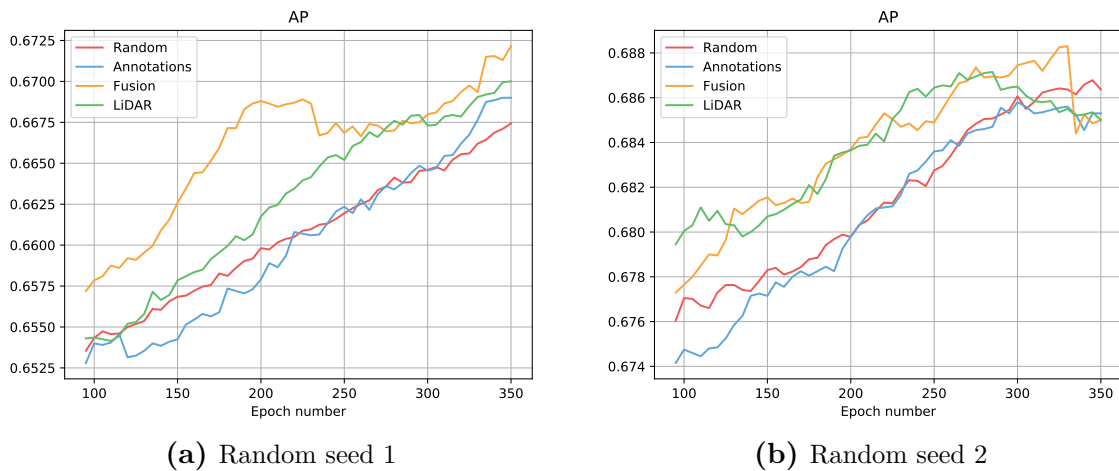 AP
0.6725
0.6700
0.6675
0.6650
0.6625
0.6600
0.6575
0.6550
0.6525
Random
Annotations
Fusion
LiDAR
100 150 200 250 300 350
Epoch number
(a) Random seed 1
AP
0.688
0.686
0.684
0.682
0.680
0.678
0.676
0.674
Random
Annotations
Fusion
LiDAR
100 150 200 250 300 350
Epoch number
(b) Random seed 2